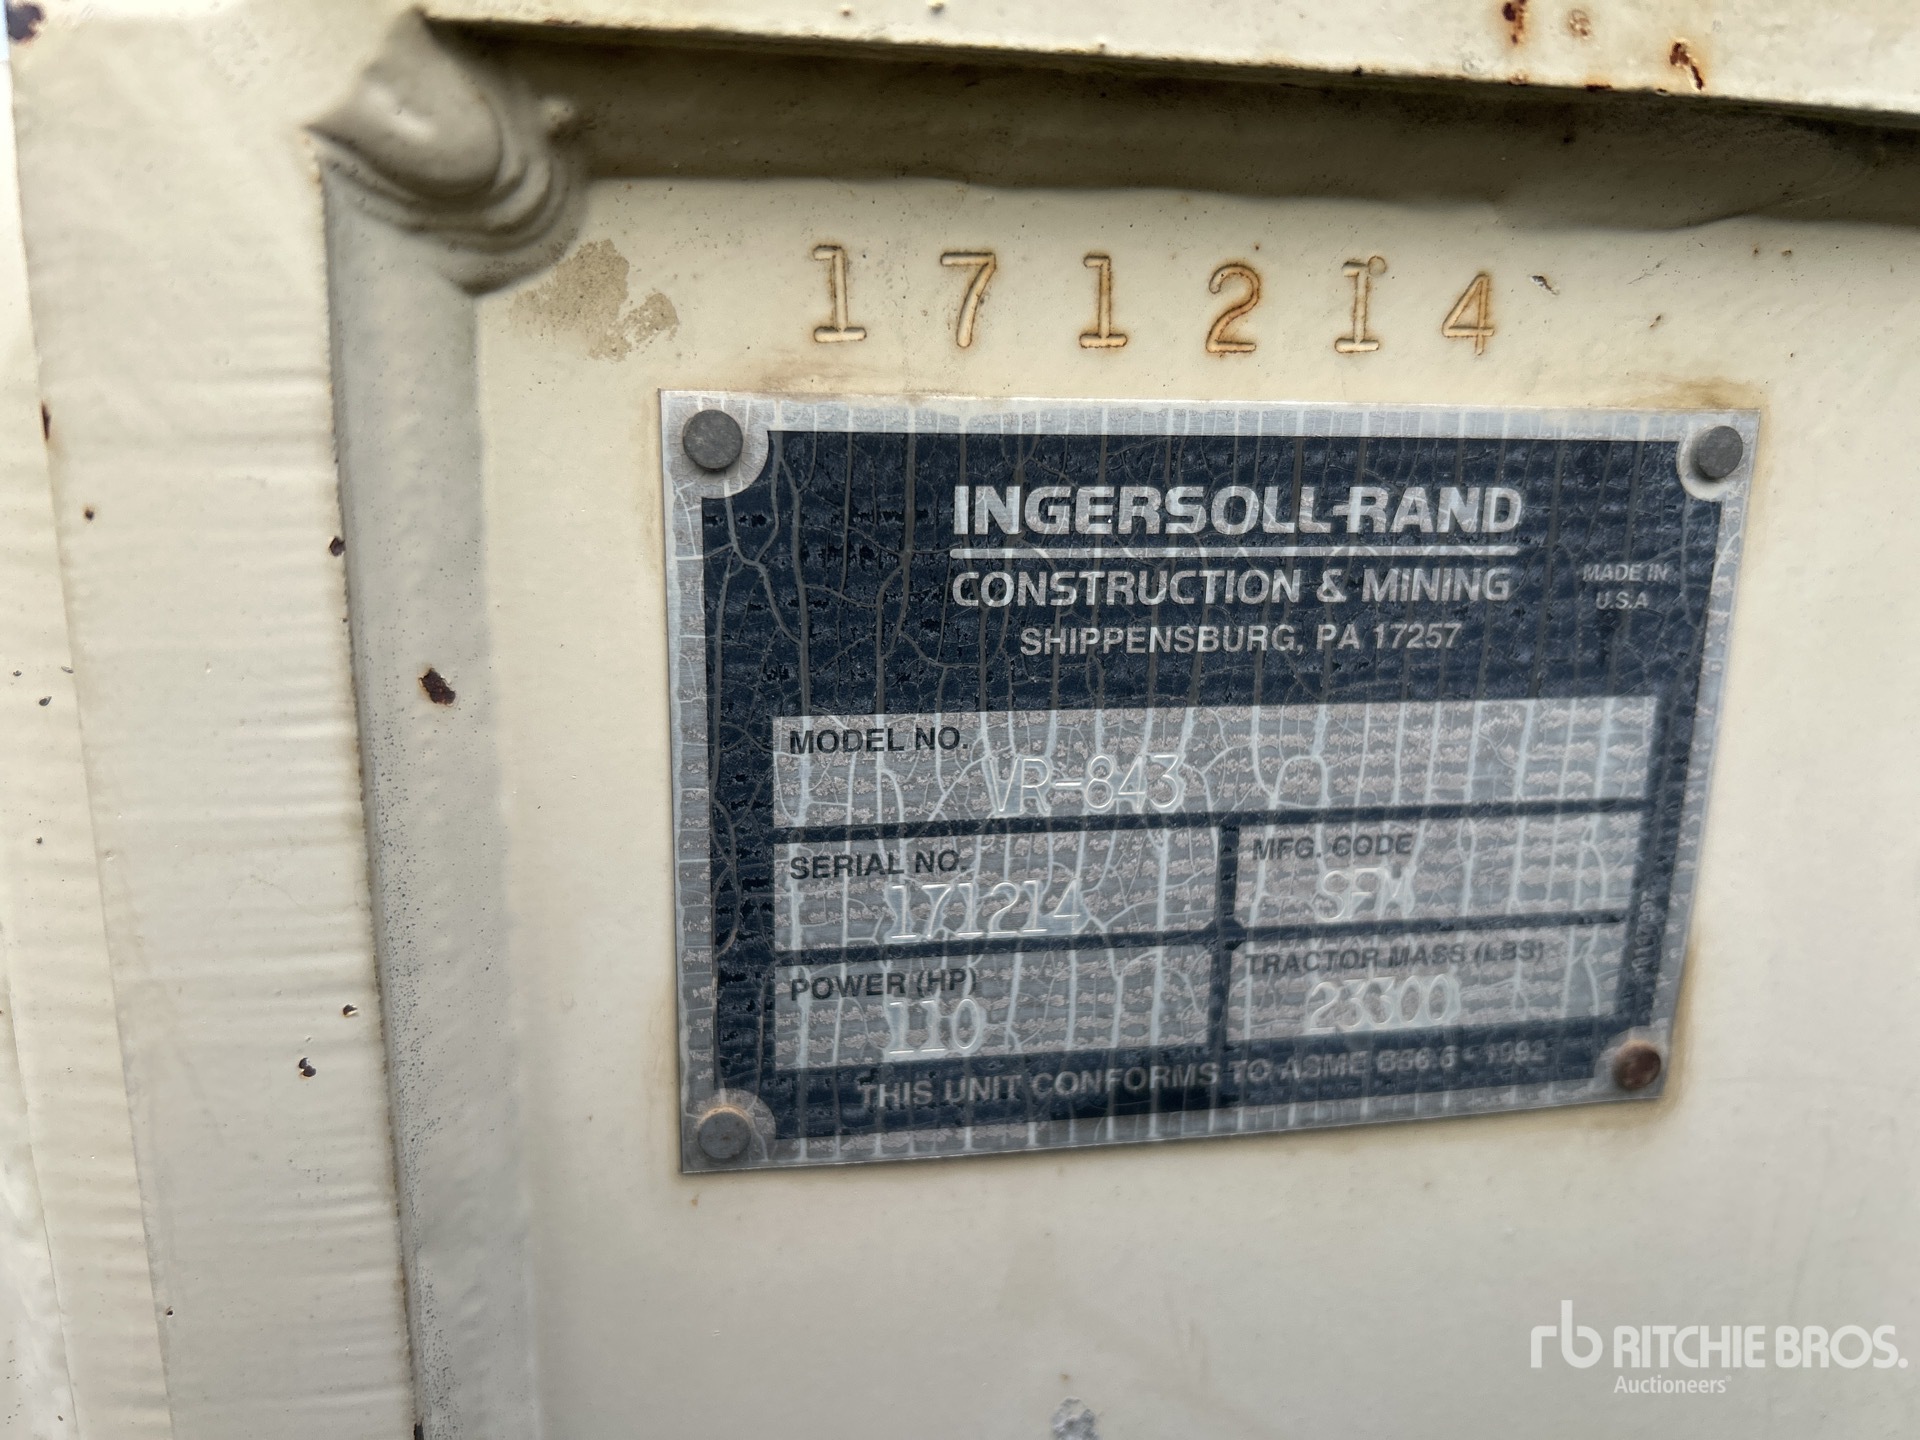 171214
INGERSOLL-RAND
CONSTRUCTION & MINING
MADE IN
U.S.A
SHIPPENSBURG, PA 17257
MODEL NO.
VR-843
SERIAL NO.
171214
MFG. CODE
SFM
POWER (HP)
110
TRACTOR MASS (LBS)
23300
THIS UNIT CONFORMS TO ASME B56.6 - 1992
rb RITCHIE BROS.
Auctioneers